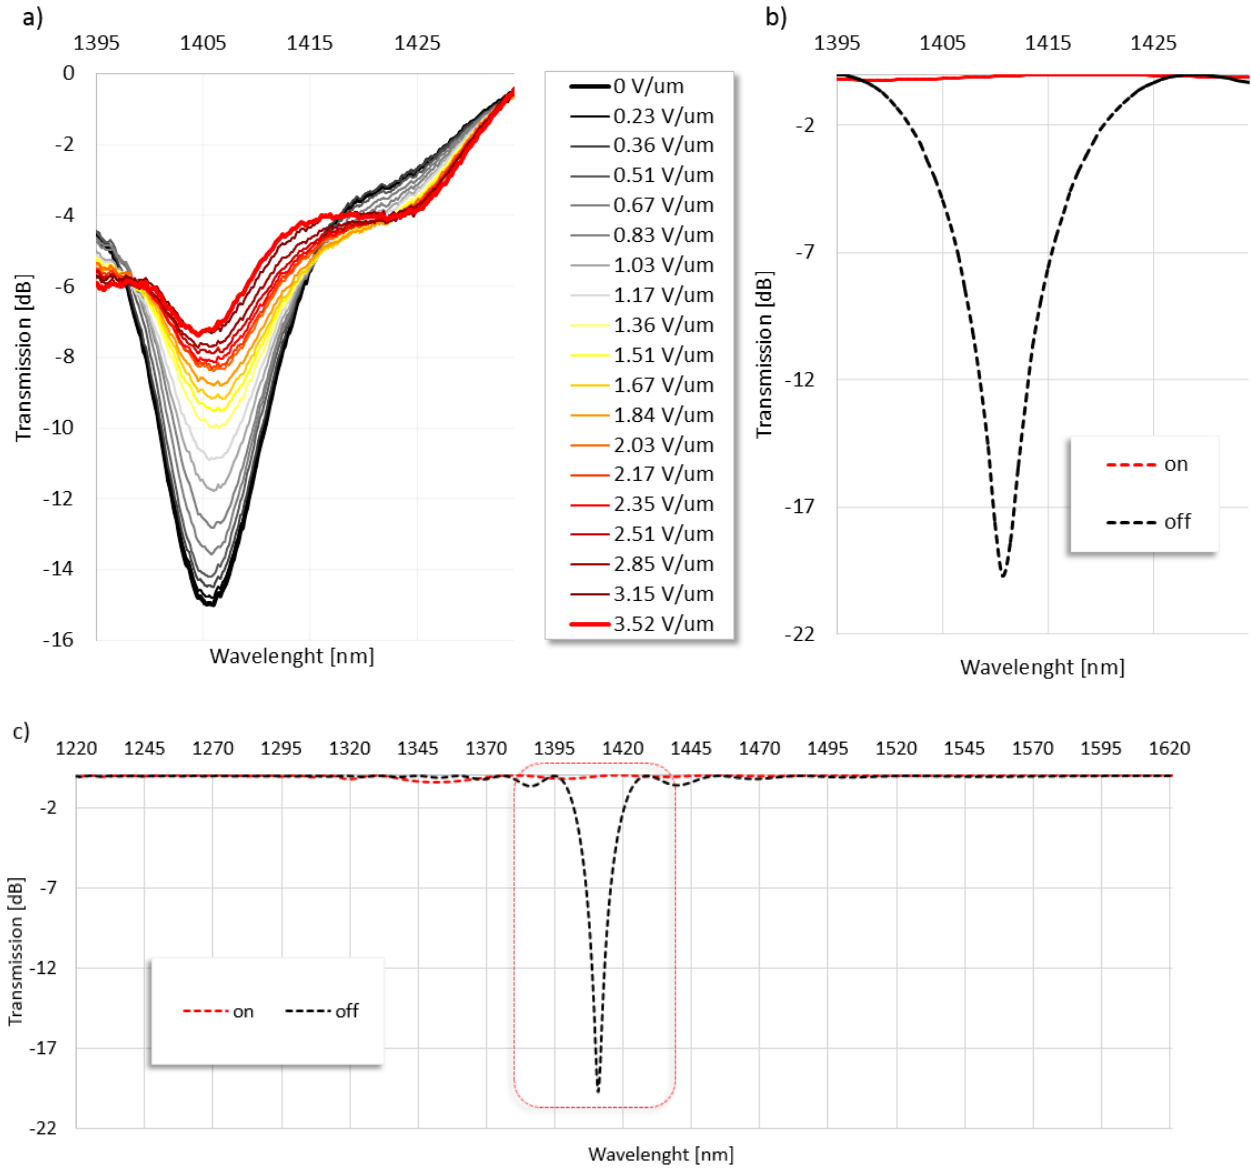 a)
1395 1405 1415 1425
0
-2
-4
-6
-8
-10
-12
-14
-16
Transmission [dB]
Wavelenght [nm]
0 V/um
0.23 V/um
0.36 V/um
0.51 V/um
0.67 V/um
0.83 V/um
1.03 V/um
1.17 V/um
1.36 V/um
1.51 V/um
1.67 V/um
1.84 V/um
2.03 V/um
2.17 V/um
2.35 V/um
2.51 V/um
2.85 V/um
3.15 V/um
3.52 V/um
b)
1395 1405 1415 1425
-2
-7
-12
-17
-22
Transmission [dB]
on
off
Wavelenght [nm]
c)
1220 1245 1270 1295 1320 1345 1370 1395 1420 1445 1470 1495 1520 1545 1570 1595 1620
-2
-7
-12
-17
-22
Transmission [dB]
on off
Wavelenght [nm]